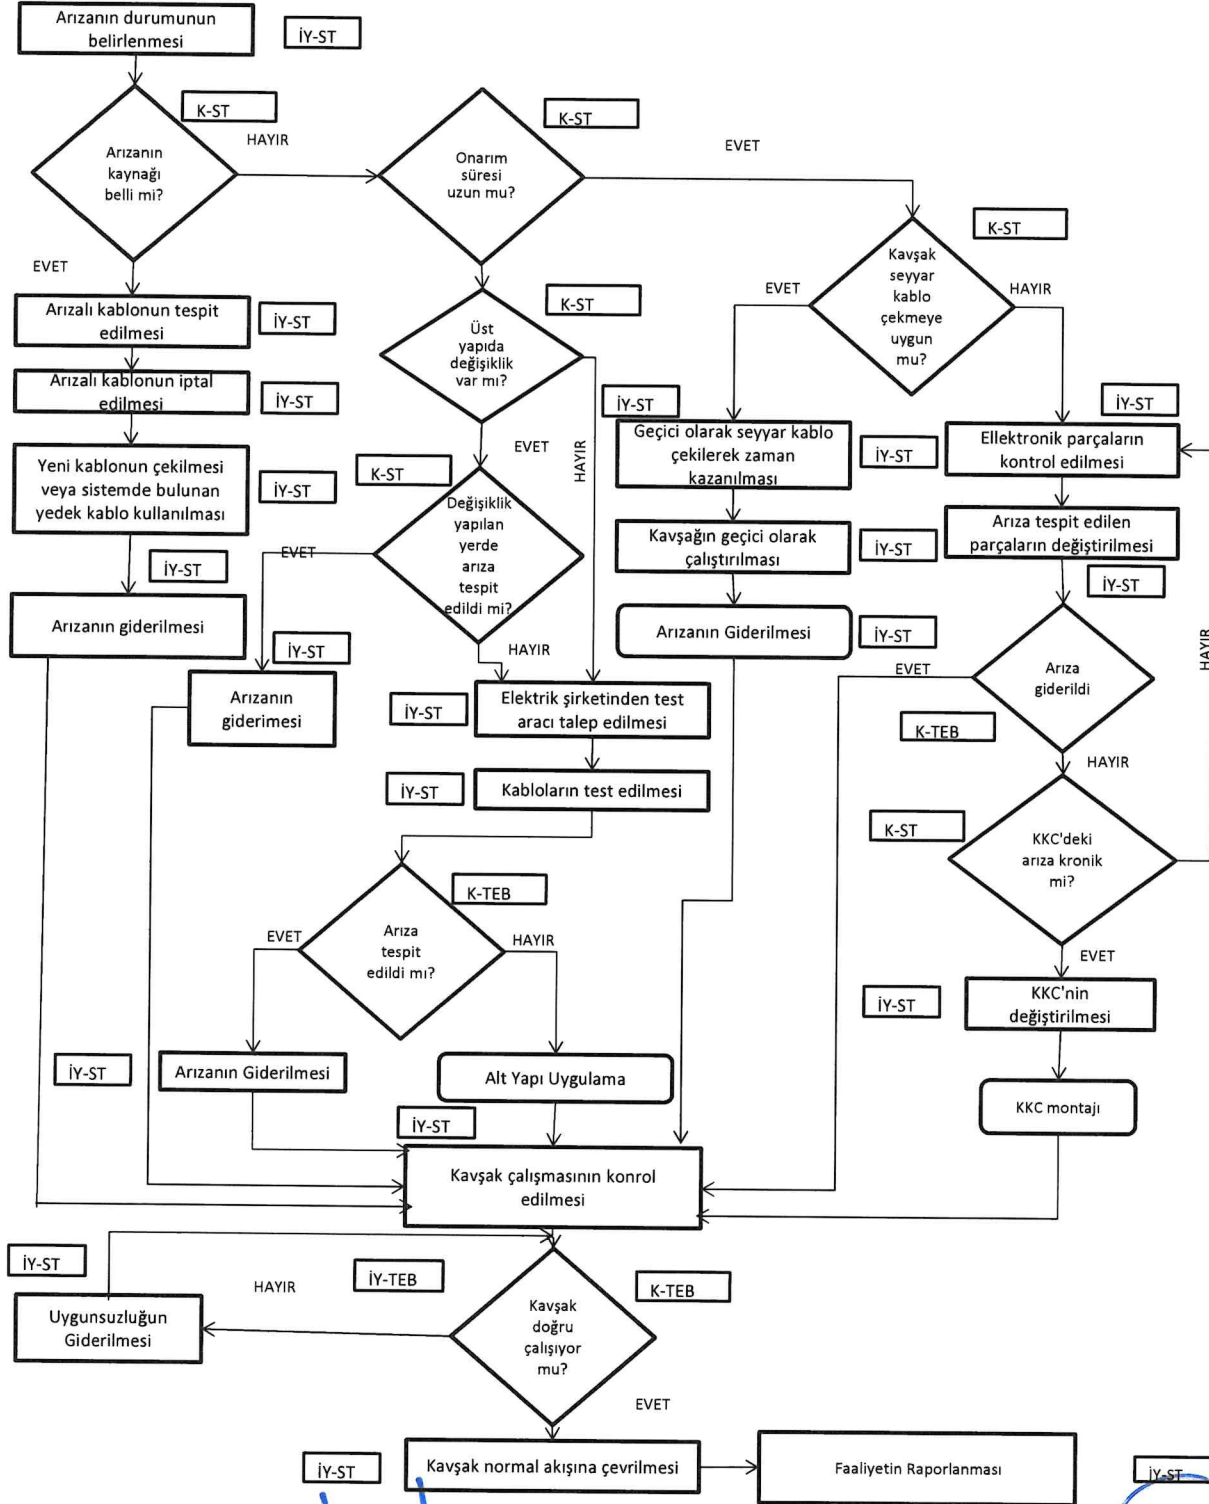 Arızanın durumunun
belirlenmesi
İY-ST
K-ST
HAYIR
Arızanın
kaynağı
belli mi?
K-ST
EVET
Onarım
süresi
uzun mu?
K-ST
Kavşak
seyyar
kablo
çekmeye
uygun
mu?
EVET
HAYIR
EVET
Arızalı kablonun tespit
edilmesi
İY-ST
K-ST
Üst
yapıda
değişiklik
var mı?
Arızalı kablonun iptal
edilmesi
İY-ST
İY-ST
İY-ST
EVET
HAYIR
Geçici olarak seyyar kablo
çekilerek zaman
kazanılması
İY-ST
Ellektronik parçaların
kontrol edilmesi
Yeni kablonun çekilmesi
veya sistemde bulunan
yedek kablo kullanılması
İY-ST
K-ST
Değişiklik
yapılan
yerde
arıza
tespit
edildi mi?
EVET
HAYIR
Kavşağın geçici olarak
çalıştırılması
İY-ST
Arıza tespit edilen
parçaların değiştirilmesi
İY-ST
İY-ST
Arızanın giderilmesi
Arızanın Giderilmesi
İY-ST
HAYIR
İY-ST
Arızanın
giderimesi
İY-ST
Elektrik şirketinden test
aracı talep edilmesi
EVET
Arıza
giderildi
K-TEB
HAYIR
İY-ST
Kabloların test edilmesi
K-ST
KKC'deki
arıza kronik
mi?
K-TEB
EVET
Arıza
tespit
edildi mı?
HAYIR
EVET
İY-ST
KKC'nin
değiştirilmesi
İY-ST
Arızanın Giderilmesi
Alt Yapı Uygulama
KKC montajı
İY-ST
Kavşak çalışmasının konrol
edilmesi
İY-ST
HAYIR
İY-TEB
K-TEB
Uygunsuzluğun
Giderilmesi
Kavşak
doğru
çalışıyor
mu?
EVET
İY-ST
Kavşak normal akışına çevrilmesi
Faaliyetin Raporlanması
İY-ST